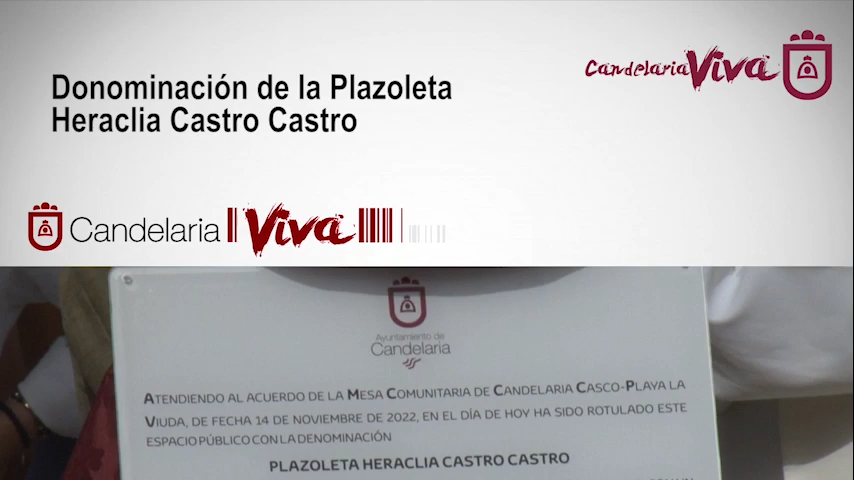 Donominación de la Plazoleta
Heraclia Castro Castro
Candelaria Viva
Candelaria Viva
Ayuntamiento de
Candelaria
ATENDIENDO AL ACUERDO DE LA MESA COMUNITARIA DE CANDELARIA CASCO-PLAYA LA
VIUDA, DE FECHA 14 DE NOVIEMBRE DE 2022, EN EL DÍA DE HOY HA SIDO ROTULADO ESTE
ESPACIO PÚBLICO CON LA DENOMINACIÓN
PLAZOLETA HERACLIA CASTRO CASTRO